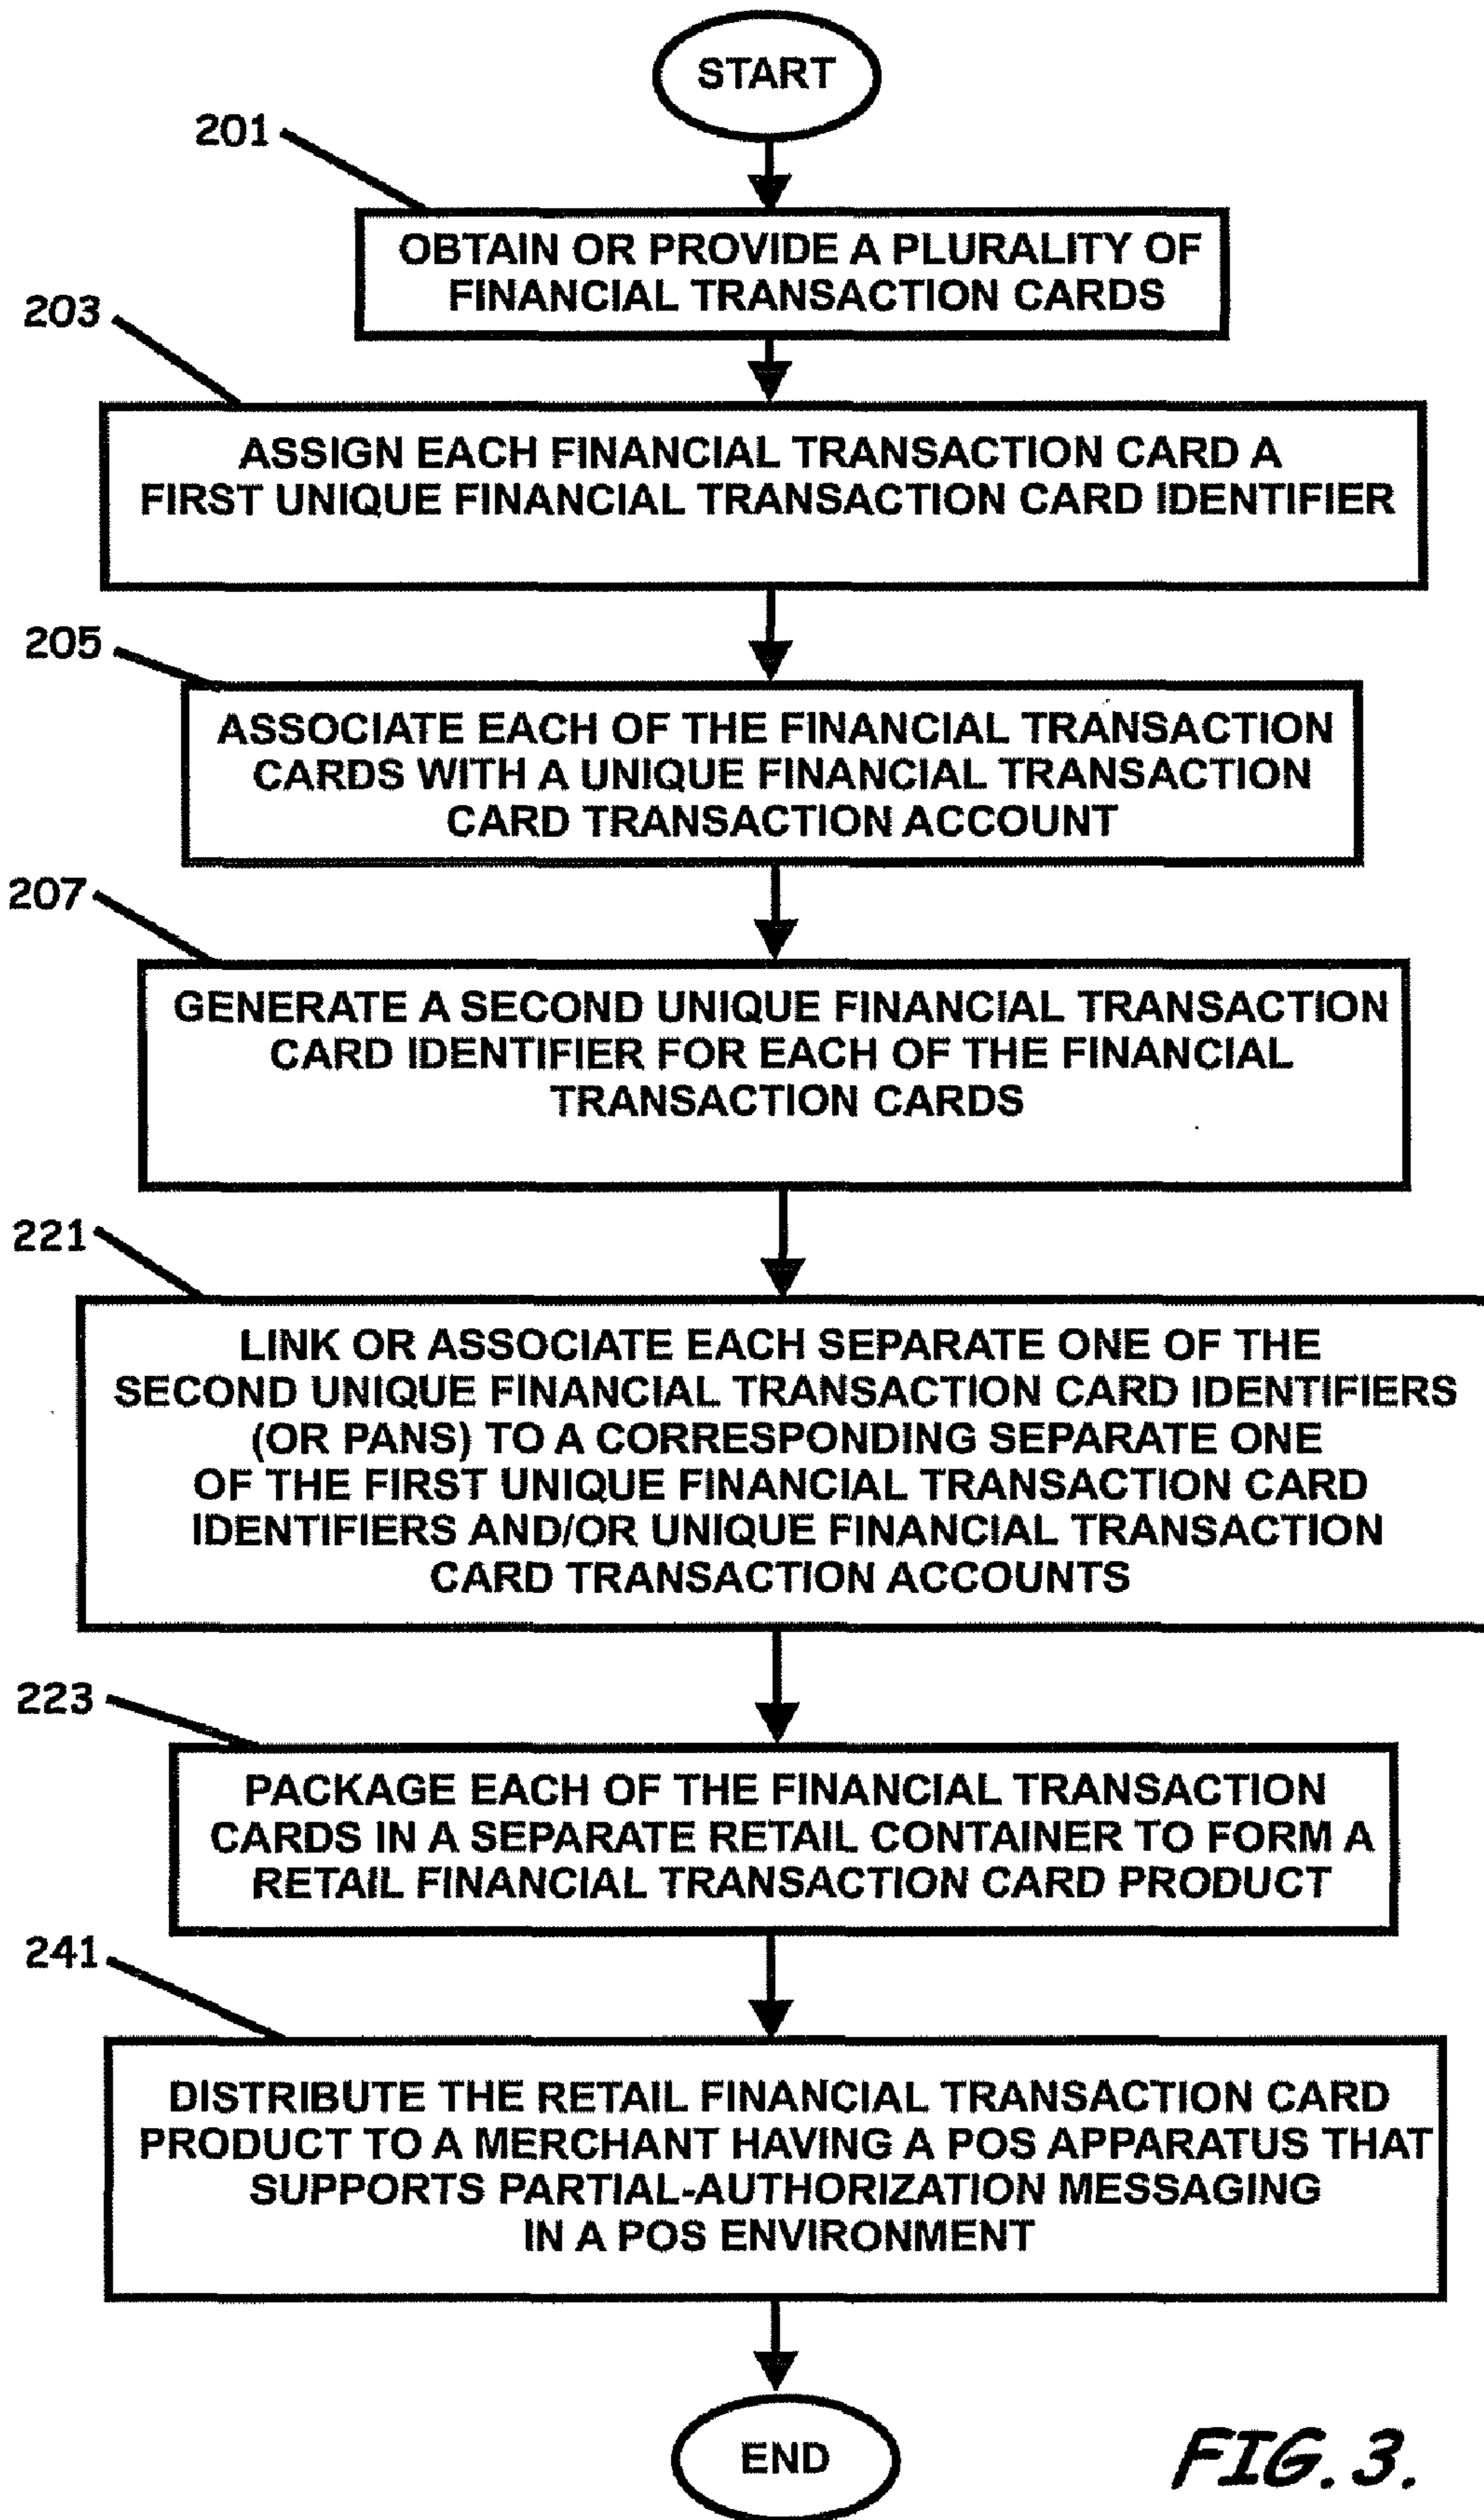 START
201
OBTAIN OR PROVIDE A PLURALITY OF
FINANCIAL TRANSACTION CARDS
203
ASSIGN EACH FINANCIAL TRANSACTION CARD A
FIRST UNIQUE FINANCIAL TRANSACTION CARD IDENTIFIER
205
ASSOCIATE EACH OF THE FINANCIAL TRANSACTION
CARDS WITH A UNIQUE FINANCIAL TRANSACTION
CARD TRANSACTION ACCOUNT
207
GENERATE A SECOND UNIQUE FINANCIAL TRANSACTION
CARD IDENTIFIER FOR EACH OF THE FINANCIAL
TRANSACTION CARDS
221
LINK OR ASSOCIATE EACH SEPARATE ONE OF THE
SECOND UNIQUE FINANCIAL TRANSACTION CARD IDENTIFIERS
(OR PANS) TO A CORRESPONDING SEPARATE ONE
OF THE FIRST UNIQUE FINANCIAL TRANSACTION CARD
IDENTIFIERS AND/OR UNIQUE FINANCIAL TRANSACTION
CARD TRANSACTION ACCOUNTS
223
PACKAGE EACH OF THE FINANCIAL TRANSACTION
CARDS IN A SEPARATE RETAIL CONTAINER TO FORM A
RETAIL FINANCIAL TRANSACTION CARD PRODUCT
241
DISTRIBUTE THE RETAIL FINANCIAL TRANSACTION CARD
PRODUCT TO A MERCHANT HAVING A POS APPARATUS THAT
SUPPORTS PARTIAL-AUTHORIZATION MESSAGING
IN A POS ENVIRONMENT
END
FIG. 3.